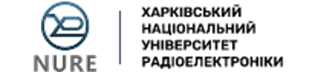 NURE
ХАРКІВСЬКИЙ
НАЦІОНАЛЬНИЙ
УНІВЕРСИТЕТ
РАДІОЕЛЕКТРОНІКИ